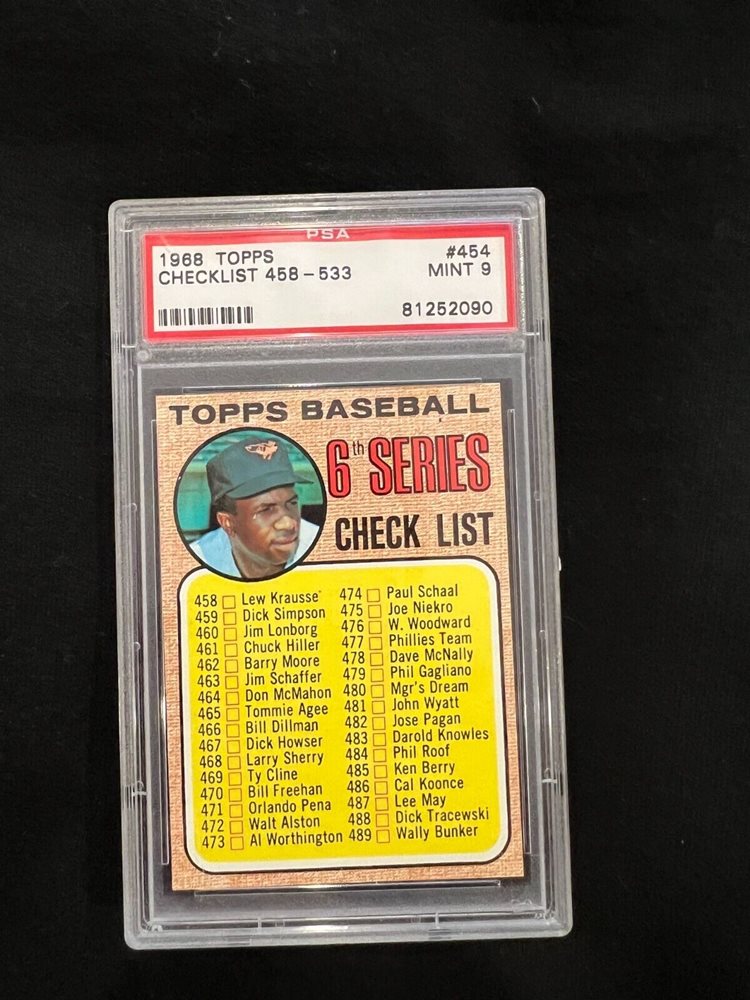 PSA
1968 TOPPS #454
CHECKLIST 458-533 MINT 9
81252090
TOPPS BASEBALL
6th SERIES
CHECK LIST
458 Lew Krausse
459 Dick Simpson
460 Jim Lonborg
461 Chuck Hiller
462 Barry Moore
463 Jim Schaffer
464 Don McMahon
465 Tommie Agee
466 Bill Dillman
467 Dick Howser
468 Larry Sherry
469 Ty Cline
470 Bill Freehan
471 Orlando Pena
472 Walt Alston
473 Al Worthington
474 Paul Schaal
475 Joe Niekro
476 W. Woodward
477 Phillies Team
478 Dave McNally
479 Phil Gagliano
480 Mgr's Dream
481 John Wyatt
482 Jose Pagan
483 Darold Knowles
484 Phil Roof
485 Ken Berry
486 Cal Koonce
487 Lee May
488 Dick Tracewski
489 Wally Bunker